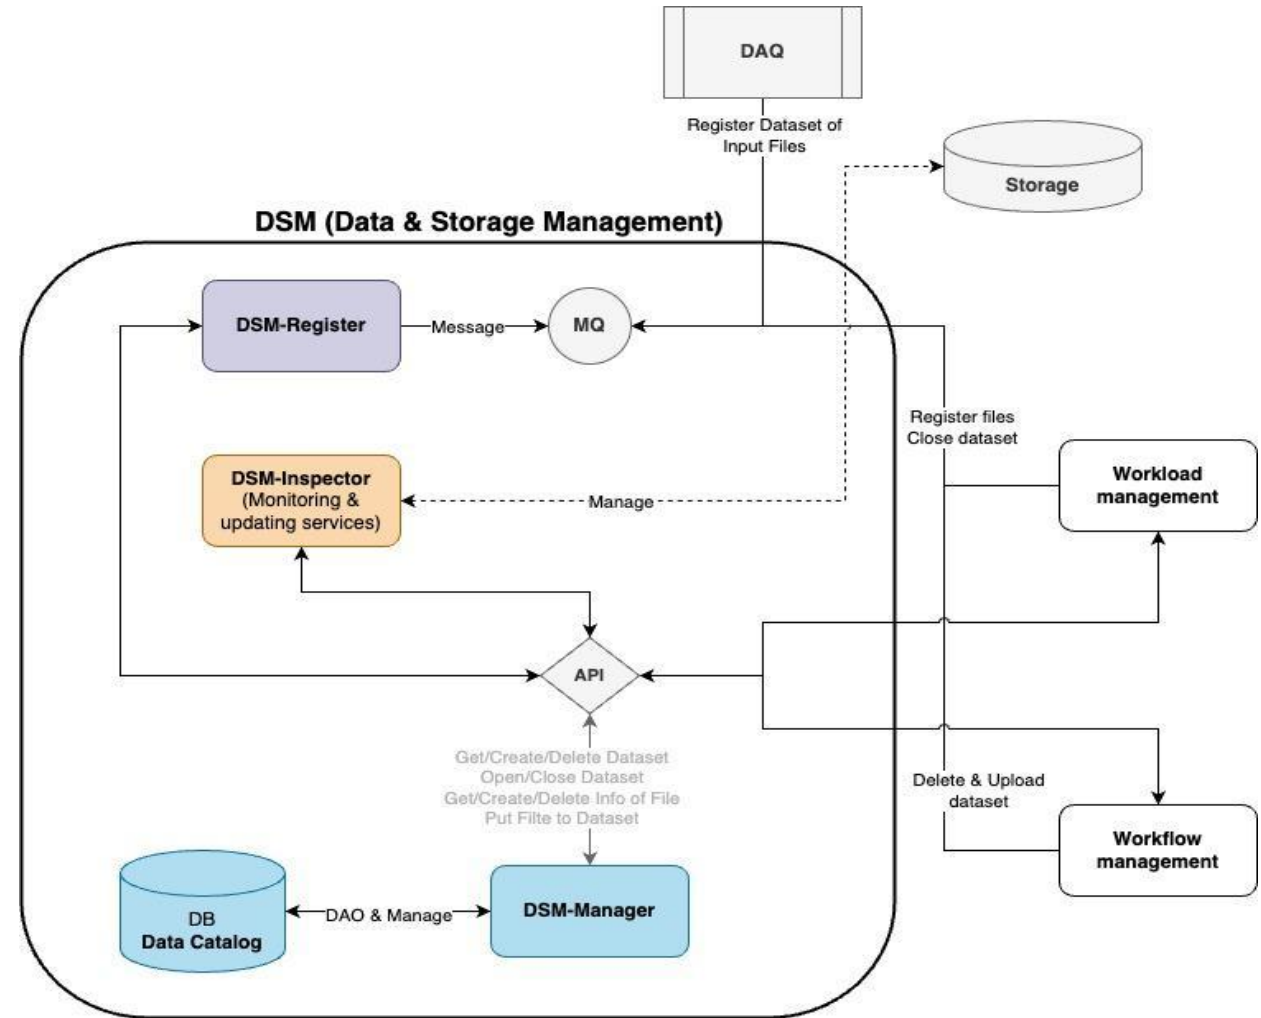 DAQ
Register Dataset of
Input Files
Storage
DSM (Data & Storage Management)
DSM-Register
Message
MQ
Register files
Close dataset
DSM-Inspector
(Monitoring &
updating services)
Manage
Workload
management
API
Get/Create/Delete Dataset
Open/Close Dataset
Get/Create/Delete Info of File
Put Filte to Dataset
Delete & Upload
dataset
Workflow
management
DB
Data Catalog
DAO & Manage
DSM-Manager